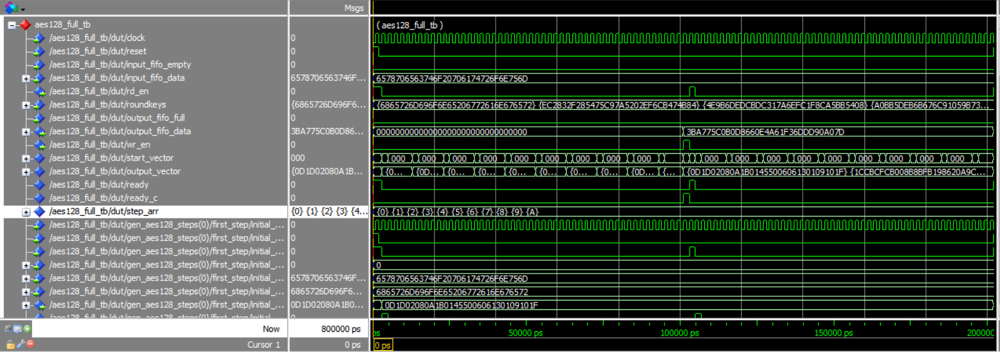 Msgs
aes128_full_tb ( aes128_full_tb )
/aes128_full_tb/dut/clock 0
/aes128_full_tb/dut/reset 0
/aes128_full_tb/dut/input_fifo_empty 0
/aes128_full_tb/dut/input_fifo_data 6578706563746F... 6578706563746F20706174726F6E756D
/aes128_full_tb/dut/rd_en 0
/aes128_full_tb/dut/roundkeys {6865726D696F6... {6865726D696F6E65206772616E676572} {EC2832F285475C97A5202EF6CB474B84} {4E9B6DEDCBDC317A6EFC1F8CA5BB5408} {A0BB5DEB6B676C91059B73...
/aes128_full_tb/dut/output_fifo_full 0
/aes128_full_tb/dut/output_fifo_data 3BA775C0B0D86... 00000000000000000000000000000000 3BA775C0B0D8660E4A61F36DDD90A07D
/aes128_full_tb/dut/wr_en 0
/aes128_full_tb/dut/start_vector 000 000 000 000 000 000 000 000 000 000 000 000 000 000 000 000 000 000 000
/aes128_full_tb/dut/output_vector {0D1D02080A1B... {0... {0D... {0... {0... {0... {0... {0... {0... {0D... {... {0D1D02080A1B0145500606130109101F} {1CCBCFCB008B8BFB198620A9C...
/aes128_full_tb/dut/ready 0
/aes128_full_tb/dut/ready_c 0
/aes128_full_tb/dut/step_arr {0} {1} {2} {3} {4... {0} {1} {2} {3} {4} {5} {6} {7} {8} {9} {A}
/aes128_full_tb/dut/gen_aes128_steps(0)/first_step/initial_... 0
/aes128_full_tb/dut/gen_aes128_steps(0)/first_step/initial_... 0
/aes128_full_tb/dut/gen_aes128_steps(0)/first_step/initial_... 0
/aes128_full_tb/dut/gen_aes128_steps(0)/first_step/initial_... 0 0
/aes128_full_tb/dut/gen_aes128_steps(0)/first_step/initial_... 6578706563746F... 6578706563746F20706174726F6E756D
/aes128_full_tb/dut/gen_aes128_steps(0)/first_step/initial_... 6865726D696F6... 6865726D696F6E65206772616E676572
/aes128_full_tb/dut/gen_aes128_steps(0)/first_step/initial_... 0D1D02080A1B0... 0D1D02080A1B0145500606130109101F
Now 800000 ps ps 50000 ps 100000 ps 150000 ps 200000
Cursor 1 0 ps 0 ps